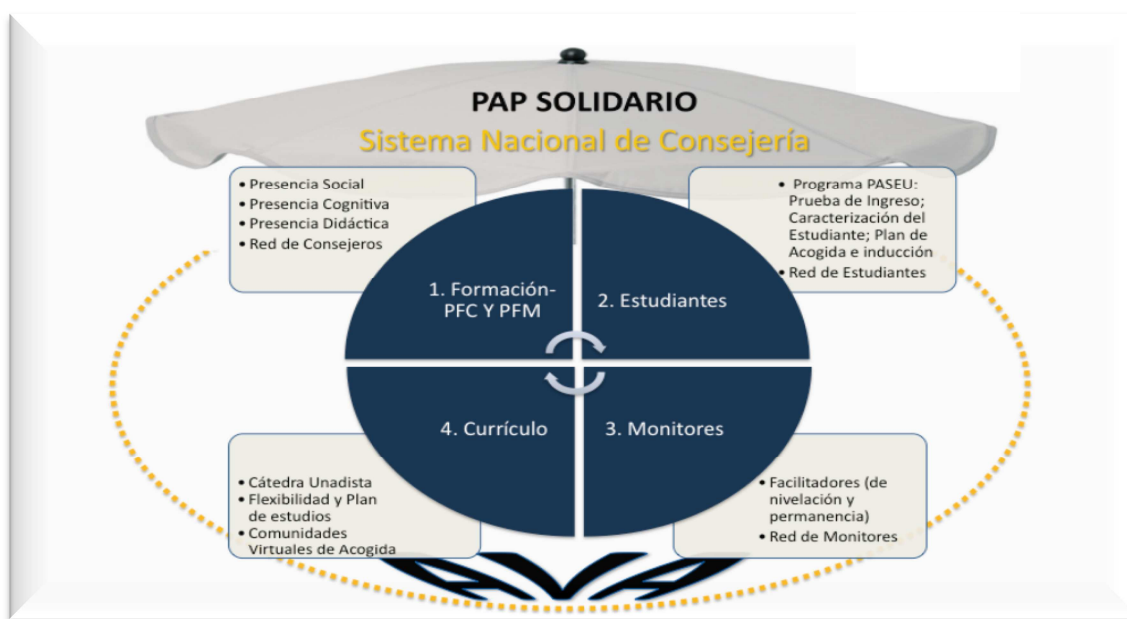 PAP SOLIDARIO
Sistema Nacional de Consejería
• Presencia Social
• Presencia Cognitiva
• Presencia Didáctica
• Red de Consejeros
• Programa PASEU:
Prueba de Ingreso;
Caracterización del
Estudiante; Plan de
Acogida e inducción
• Red de Estudiantes
1. Formación-
PFC Y PFM
2. Estudiantes
4. Currículo
3. Monitores
• Cátedra Unadista
• Flexibilidad y Plan
de estudios
• Comunidades
Virtuales de Acogida
• Facilitadores (de
nivelación y
permanencia)
• Red de Monitores
AVA